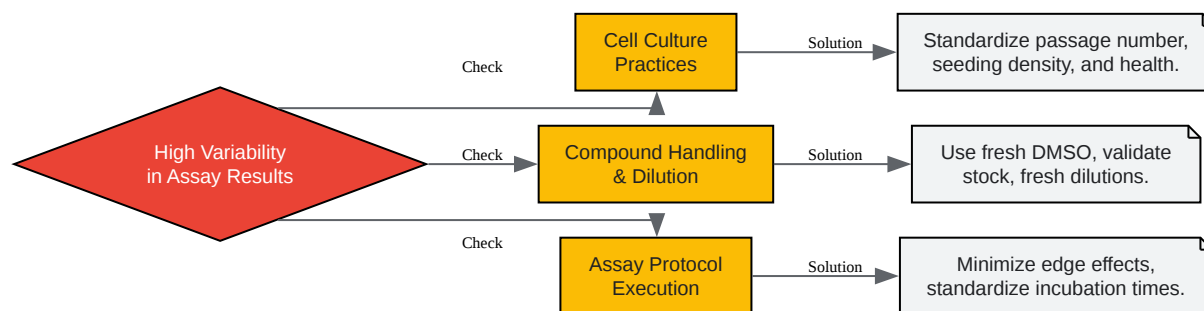 Cell Culture
Practices
Solution
Standardize passage number,
seeding density, and health.
Check
High Variability
in Assay Results
Check
Compound Handling
& Dilution
Solution
Use fresh DMSO, validate
stock, fresh dilutions.
Check
Assay Protocol
Execution
Solution
Minimize edge effects,
standardize incubation times.